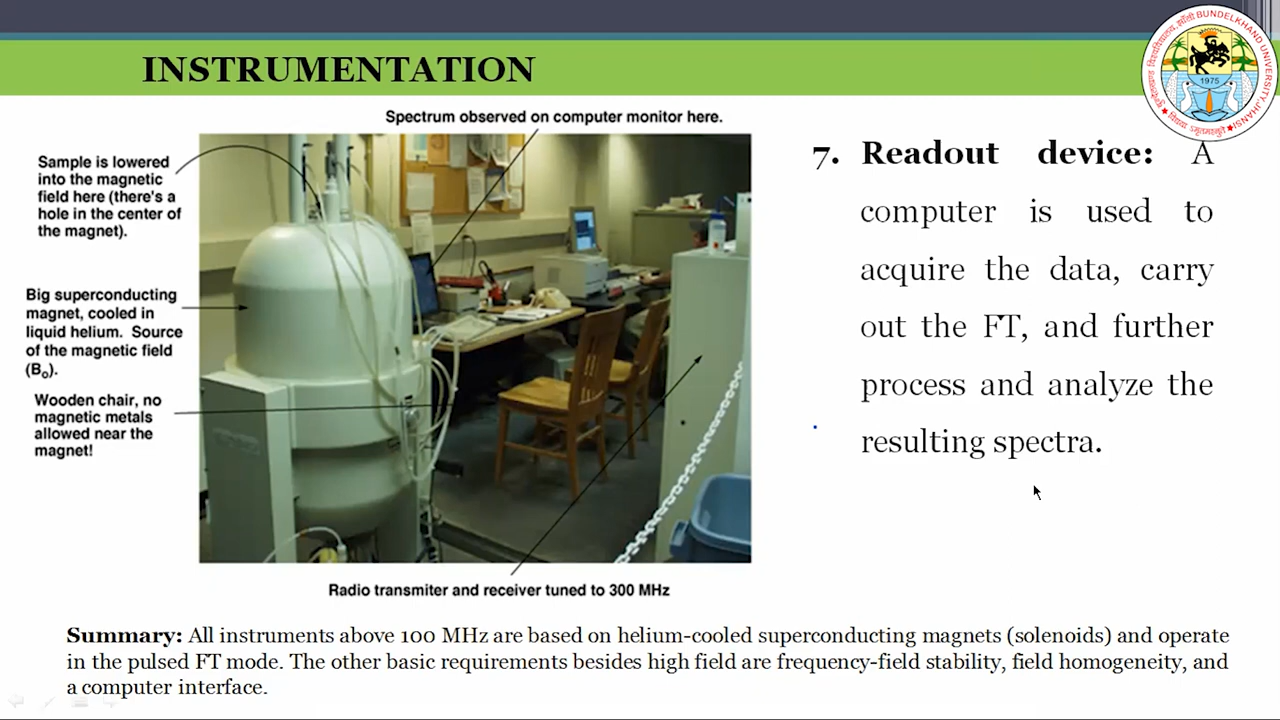 INSTRUMENTATION
BUNDELKHAND UNIVERSITY, JHANSI
1975
Spectrum observed on computer monitor here.
Sample is lowered
into the magnetic
field here (there's a
hole in the center of
the magnet).
Big superconducting
magnet, cooled in
liquid helium. Source
of the magnetic field
(B₀).
Wooden chair, no
magnetic metals
allowed near the
magnet!
Radio transmiter and receiver tuned to 300 MHz
7. Readout device: A
computer is used to
acquire the data, carry
out the FT, and further
process and analyze the
resulting spectra.
Summary: All instruments above 100 MHz are based on helium-cooled superconducting magnets (solenoids) and operate
in the pulsed FT mode. The other basic requirements besides high field are frequency-field stability, field homogeneity, and
a computer interface.